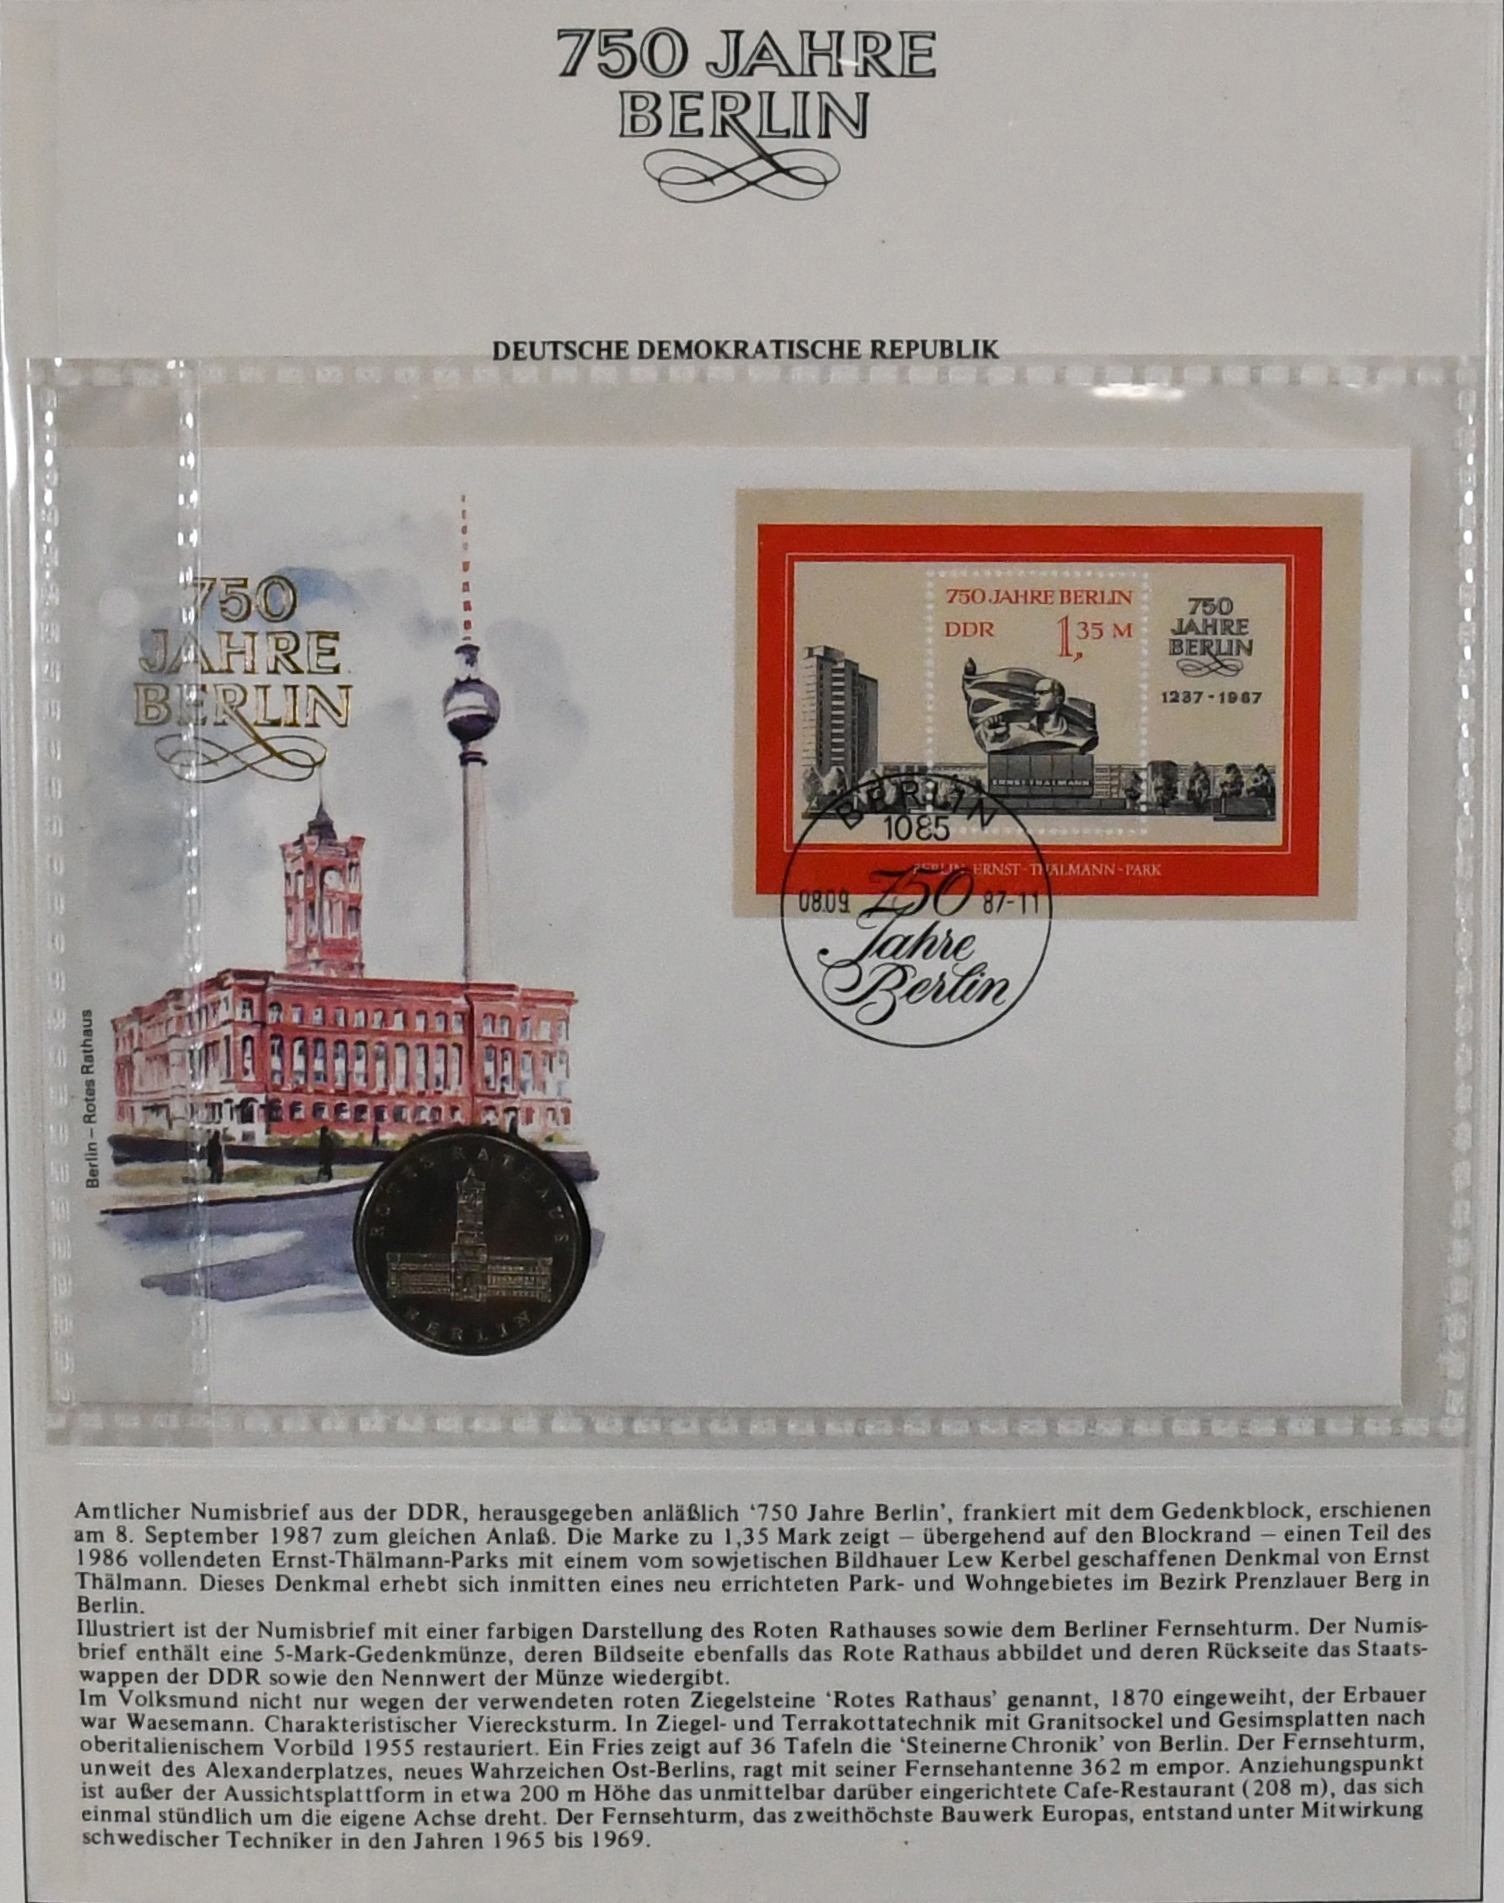 750 JAHRE
BERLIN
DEUTSCHE DEMOKRATISCHE REPUBLIK
750
JAHRE
BERLIN
750 JAHRE BERLIN
DDR 1,35 M
750
JAHRE
BERLIN
1237-1987
ERNST THÄLMANN
BERLIN, ERNST-THÄLMANN-PARK
BERLIN
1085
08.09. 750 87-11
Jahre
Berlin
Berlin – Rotes Rathaus
ROTES RATHAUS
BERLIN
Amtlicher Numisbrief aus der DDR, herausgegeben anläßlich ‘750 Jahre Berlin’, frankiert mit dem Gedenkblock, erschienen
am 8. September 1987 zum gleichen Anlaß. Die Marke zu 1,35 Mark zeigt – übergehend auf den Blockrand – einen Teil des
1986 vollendeten Ernst-Thälmann-Parks mit einem vom sowjetischen Bildhauer Lew Kerbel geschaffenen Denkmal von Ernst
Thälmann. Dieses Denkmal erhebt sich inmitten eines neu errichteten Park- und Wohngebietes im Bezirk Prenzlauer Berg in
Berlin.
Illustriert ist der Numisbrief mit einer farbigen Darstellung des Roten Rathauses sowie dem Berliner Fernsehturm. Der Numis-
brief enthält eine 5-Mark-Gedenkmünze, deren Bildseite ebenfalls das Rote Rathaus abbildet und deren Rückseite das Staats-
wappen der DDR sowie den Nennwert der Münze wiedergibt.
Im Volksmund nicht nur wegen der verwendeten roten Ziegelsteine ‘Rotes Rathaus’ genannt, 1870 eingeweiht, der Erbauer
war Waesemann. Charakteristischer Vierecksturm. In Ziegel- und Terrakottatechnik mit Granitsockel und Gesimsplatten nach
oberitalienischem Vorbild 1955 restauriert. Ein Fries zeigt auf 36 Tafeln die ‘Steinerne Chronik’ von Berlin. Der Fernsehturm,
unweit des Alexanderplatzes, neues Wahrzeichen Ost-Berlins, ragt mit seiner Fernsehantenne 362 m empor. Anziehungspunkt
ist außer der Aussichtsplattform in etwa 200 m Höhe das unmittelbar darüber eingerichtete Cafe-Restaurant (208 m), das sich
einmal stündlich um die eigene Achse dreht. Der Fernsehturm, das zweithöchste Bauwerk Europas, entstand unter Mitwirkung
schwedischer Techniker in den Jahren 1965 bis 1969.